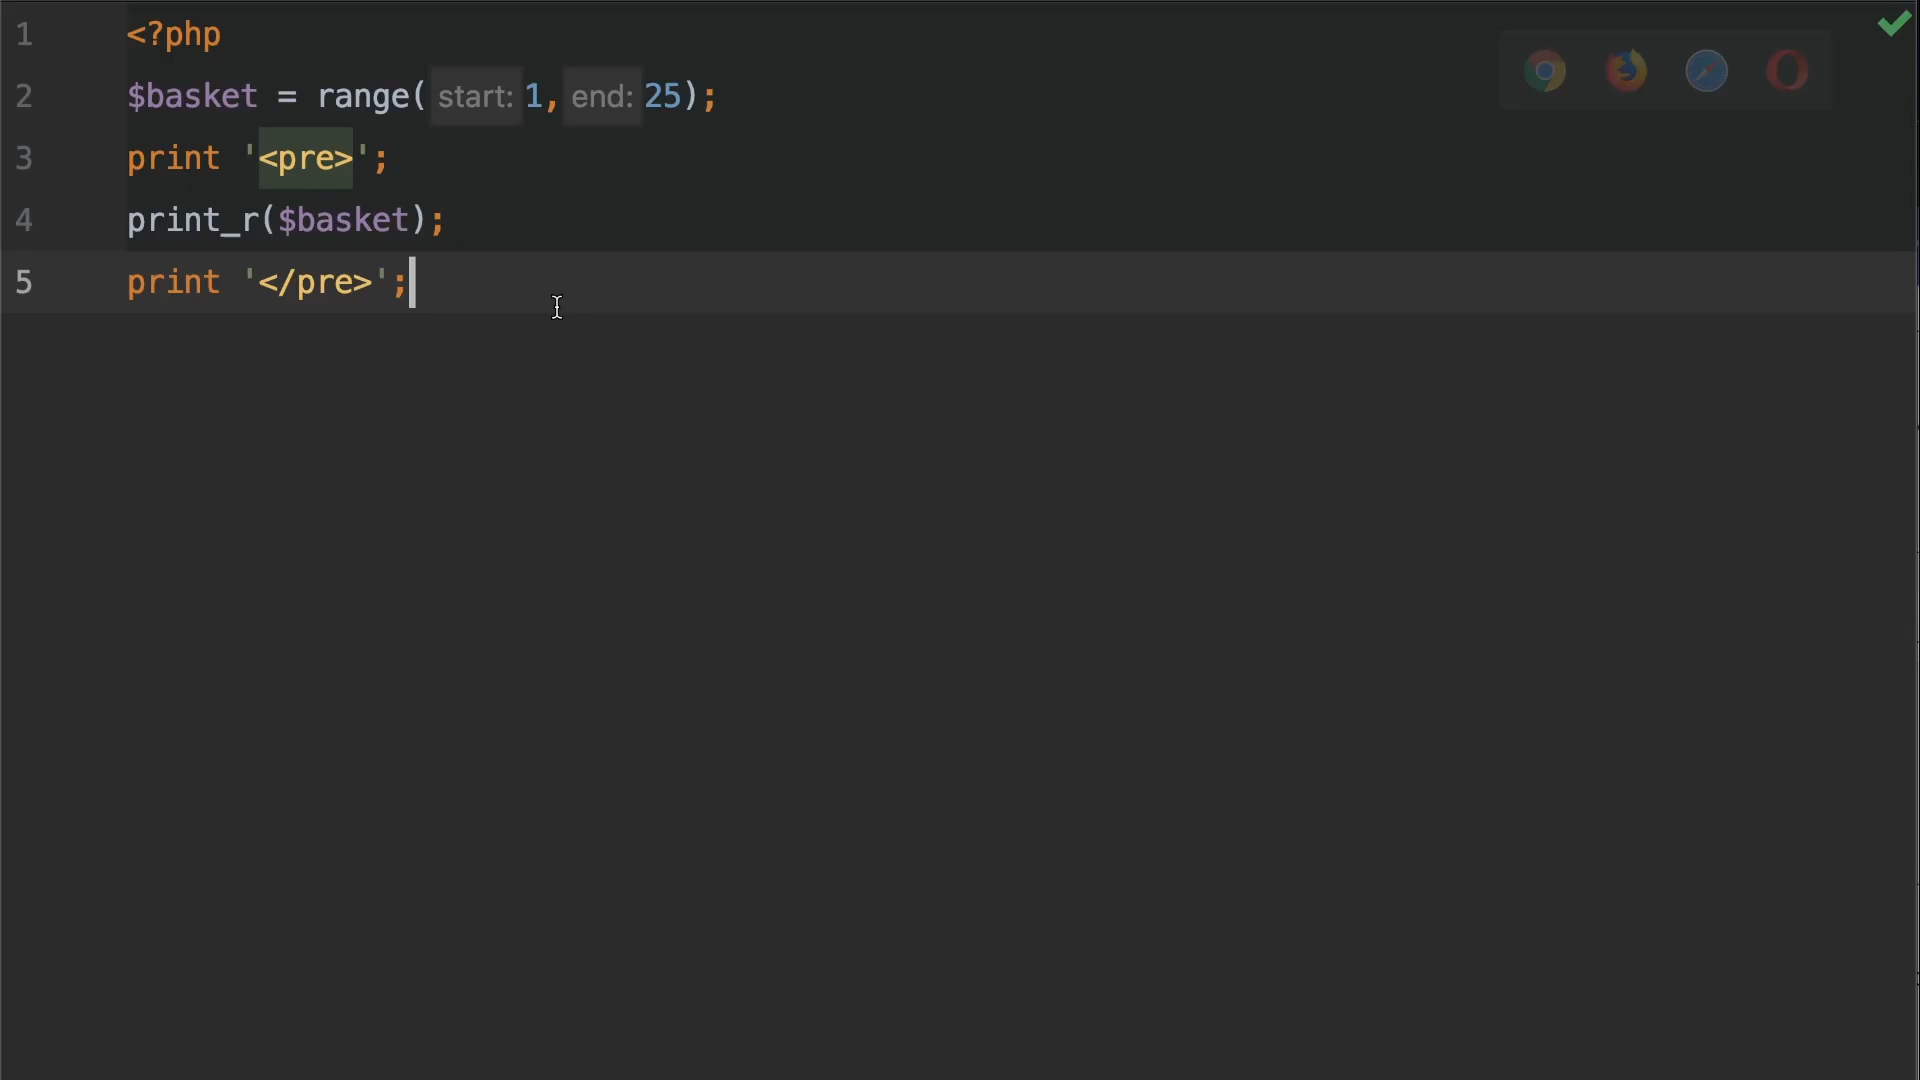 1 <?php
2 $basket = range( start: 1, end: 25);
3 print '<pre>';
4 print_r($basket);
5 print '</pre>';